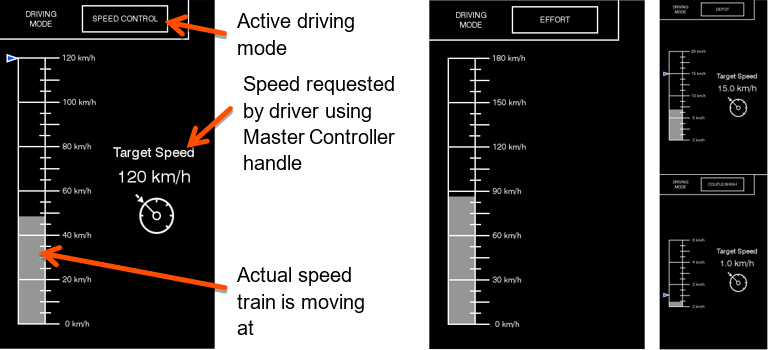 DRIVING
MODE
SPEED CONTROL
120 km/h
100 km/h
80 km/h
60 km/h
40 km/h
20 km/h
0 km/h
Target Speed
120 km/h
Active driving
mode
Speed requested
by driver using
Master Controller
handle
Actual speed
train is moving
at
DRIVING
MODE
EFFORT
180 km/h
150 km/h
120 km/h
90 km/h
60 km/h
30 km/h
0 km/h
DRIVING
MODE
DEPOT
20 km/h
15 km/h
10 km/h
5 km/h
0 km/h
Target Speed
15.0 km/h
DRIVING
MODE
COUPLE/WASH
6 km/h
4 km/h
2 km/h
0 km/h
Target Speed
1.0 km/h